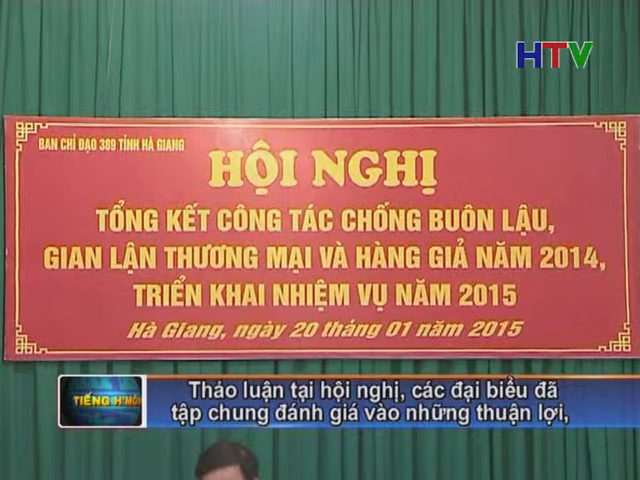 HTV
BAN CHỈ ĐẠO 389 TỈNH HÀ GIANG
HỘI NGHỊ
TỔNG KẾT CÔNG TÁC CHỐNG BUÔN LẬU,
GIAN LẬN THƯƠNG MẠI VÀ HÀNG GIẢ NĂM 2014,
TRIỂN KHAI NHIỆM VỤ NĂM 2015
Hà Giang, ngày 20 tháng 01 năm 2015
TIẾNG H'MÔNG
Thảo luận tại hội nghị, các đại biểu đã
tập chung đánh giá vào những thuận lợi,